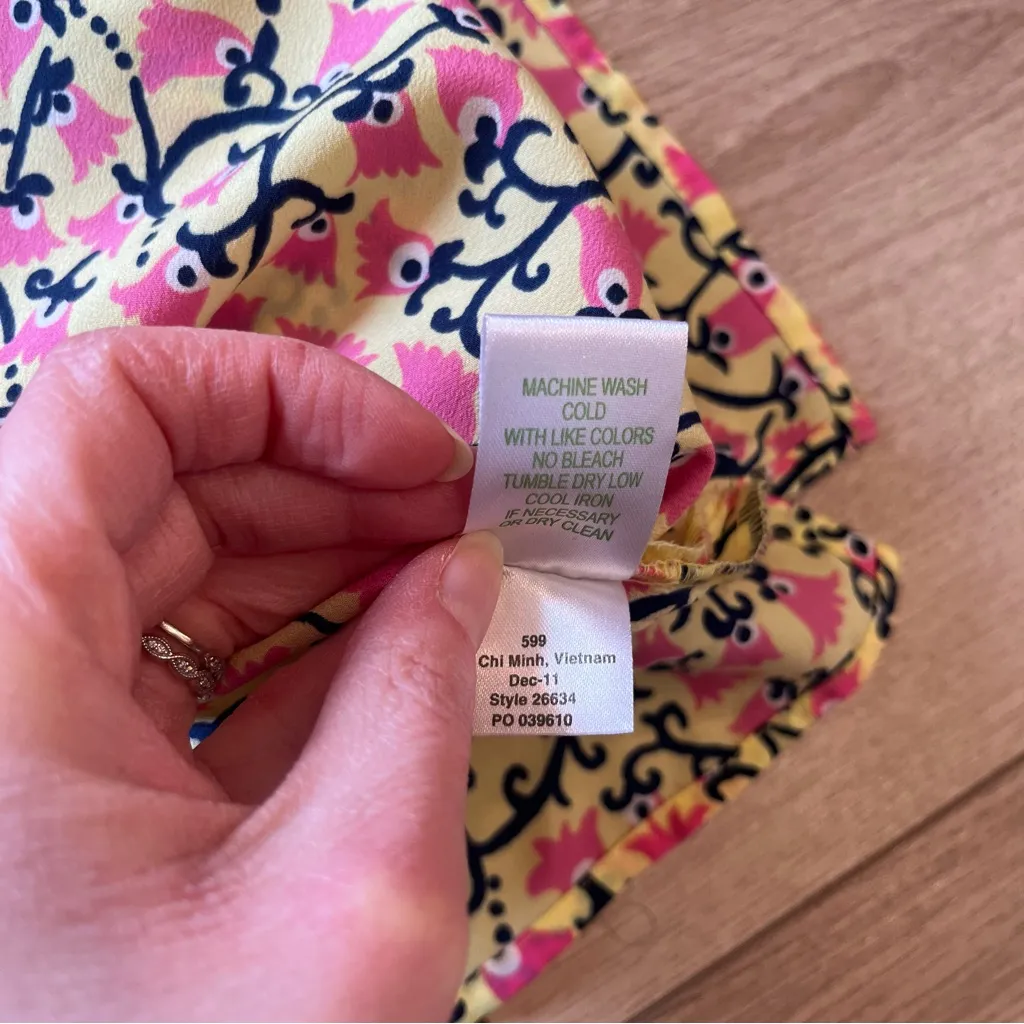 MACHINE WASH
COLD
WITH LIKE COLORS
NO BLEACH
TUMBLE DRY LOW
COOL IRON
IF NECESSARY
OR DRY CLEAN
599
Chi Minh, Vietnam
Dec-11
Style 26634
PO 039610